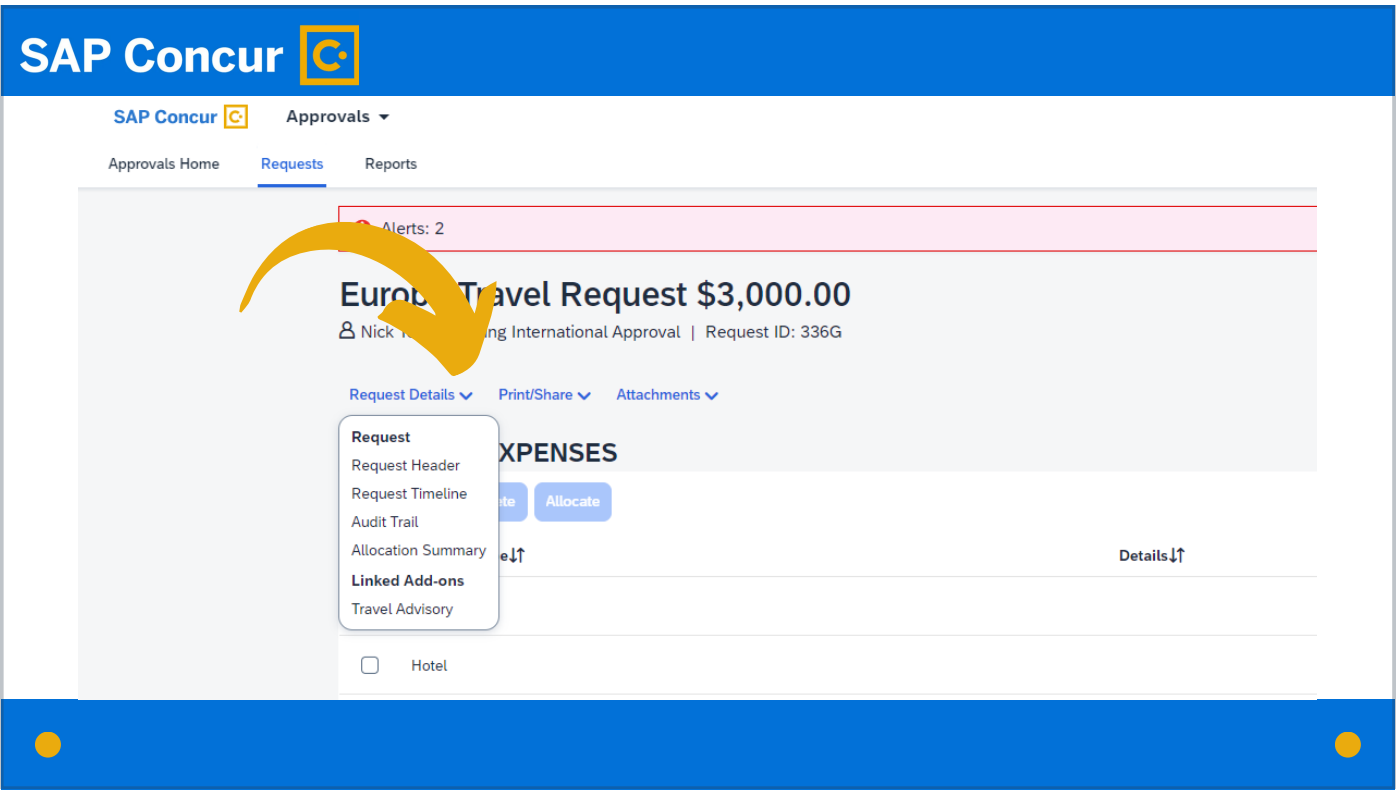 SAP Concur
SAP Concur Approvals
Approvals Home Requests Reports
Alerts: 2
Travel Request $3,000.00
Nick International Approval | Request ID: 336G
Request Details Print/Share Attachments
Request
XPENSES
Request Header
Request Timeline
Allocate
Audit Trail
Allocation Summary
Details
Linked Add-ons
Travel Advisory
Hotel